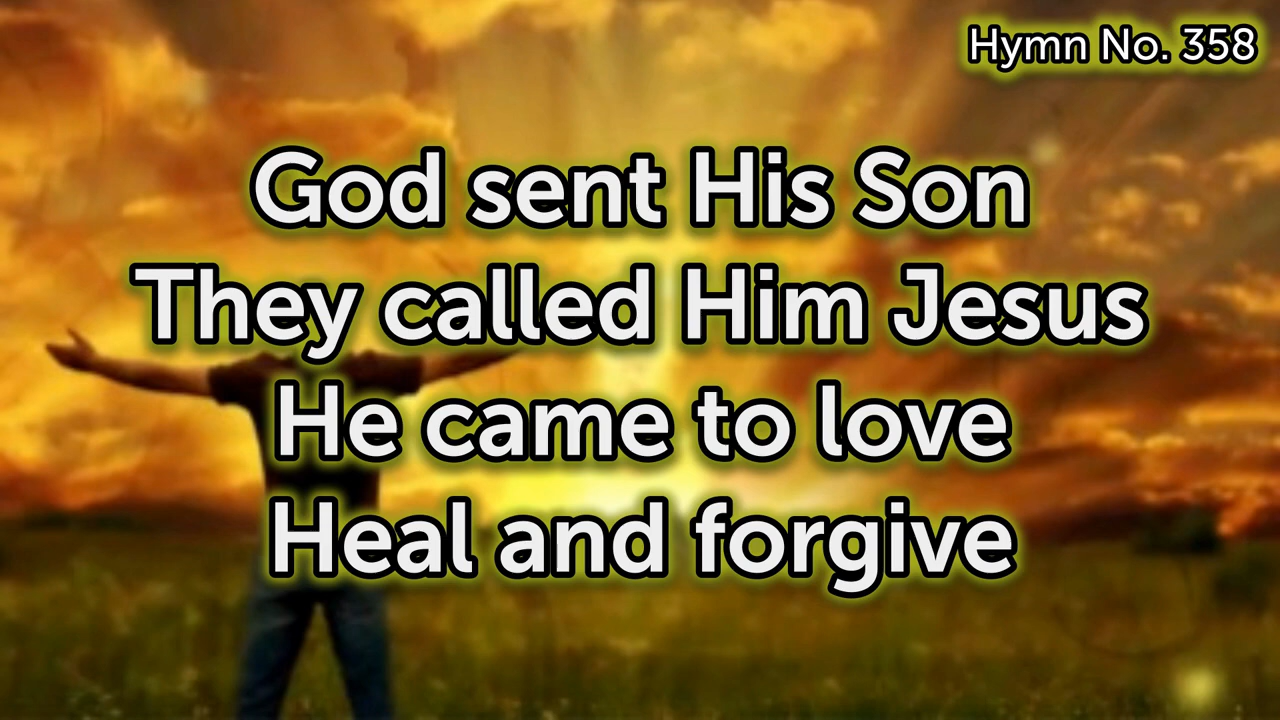 Hymn No. 358
God sent His Son
They called Him Jesus
He came to love
Heal and forgive